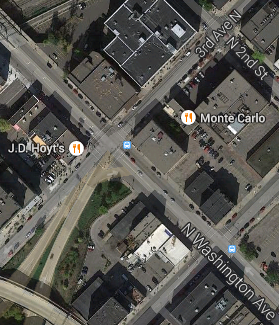 3rd Ave N
N 2nd St
Monte Carlo
J.D. Hoyt's
N Washington Ave